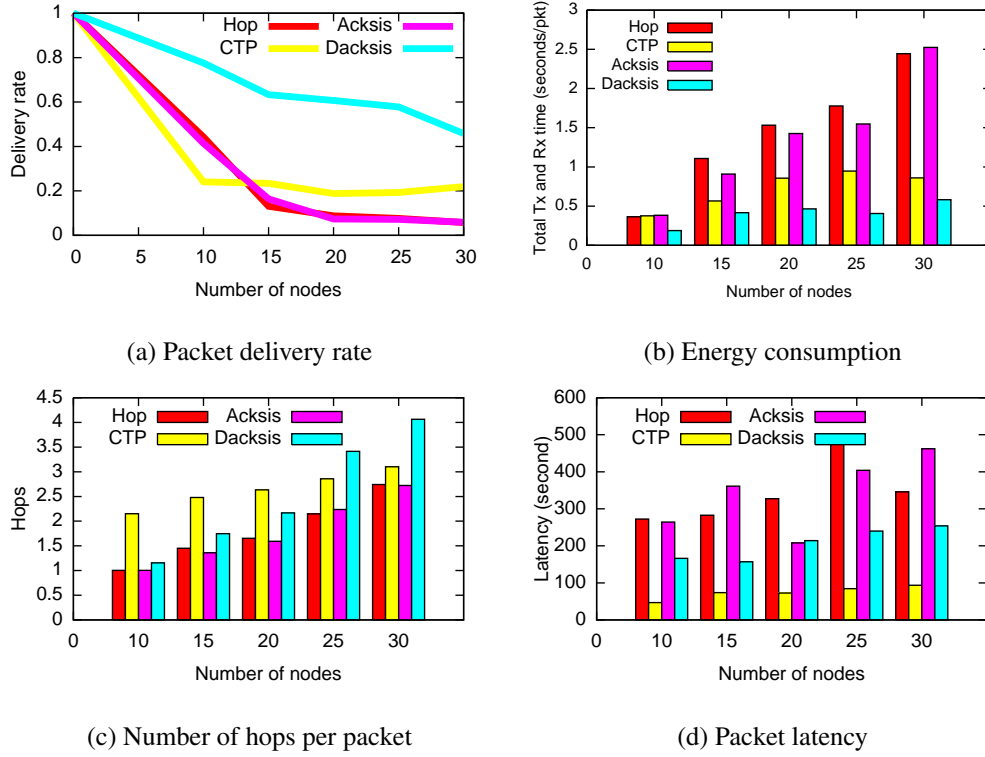 Delivery rate
1
0.8
0.6
0.4
0.2
0
Hop
CTP
Acksis
Dacksis
0 5 10 15 20 25 30
Number of nodes
(a) Packet delivery rate
Total Tx and Rx time (seconds/pkt)
3
2.5
2
1.5
1
0.5
0
Hop
CTP
Acksis
Dacksis
0 10 15 20 25 30
Number of nodes
(b) Energy consumption
Hops
4.5
4
3.5
3
2.5
2
1.5
1
0.5
0
Hop
CTP
Acksis
Dacksis
0 10 15 20 25 30
Number of nodes
(c) Number of hops per packet
Latency (second)
600
500
400
300
200
100
0
Hop
CTP
Acksis
Dacksis
0 10 15 20 25 30
Number of nodes
(d) Packet latency